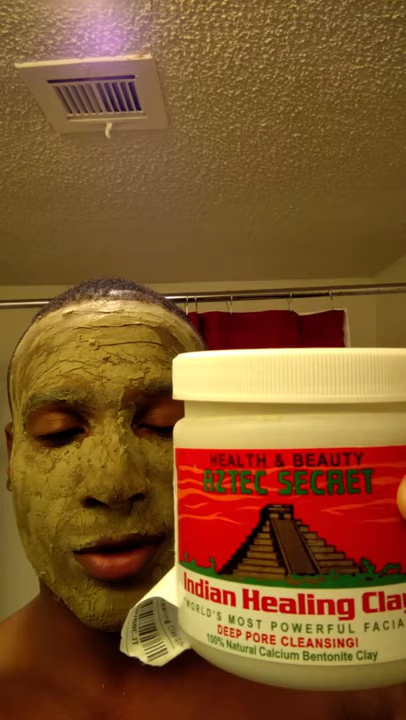 HEALTH & BEAUTY
AZTEC SECRET
Indian Healing Clay
"WORLD'S MOST POWERFUL FACIAL
DEEP PORE CLEANSING!
100% Natural Calcium Bentonite Clay